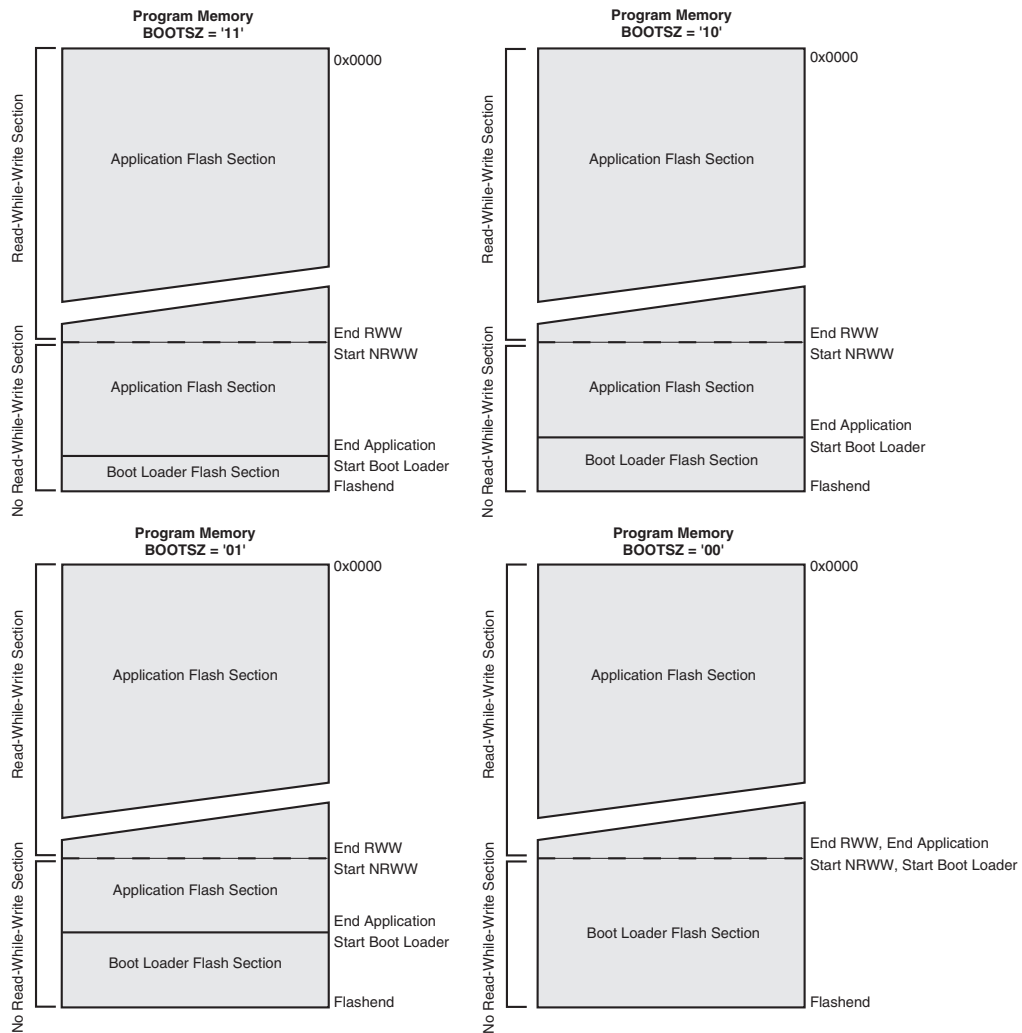 Program Memory
BOOTSZ = '11'
0x0000
Read-While-Write Section
Application Flash Section
End RWW
Start NRWW
No Read-While-Write Section
Application Flash Section
End Application
Start Boot Loader
Boot Loader Flash Section
Flashend
Program Memory
BOOTSZ = '10'
0x0000
Read-While-Write Section
Application Flash Section
End RWW
Start NRWW
No Read-While-Write Section
Application Flash Section
End Application
Start Boot Loader
Boot Loader Flash Section
Flashend
Program Memory
BOOTSZ = '01'
0x0000
Read-While-Write Section
Application Flash Section
End RWW
Start NRWW
No Read-While-Write Section
Application Flash Section
End Application
Start Boot Loader
Boot Loader Flash Section
Flashend
Program Memory
BOOTSZ = '00'
0x0000
Read-While-Write Section
Application Flash Section
End RWW, End Application
Start NRWW, Start Boot Loader
No Read-While-Write Section
Boot Loader Flash Section
Flashend